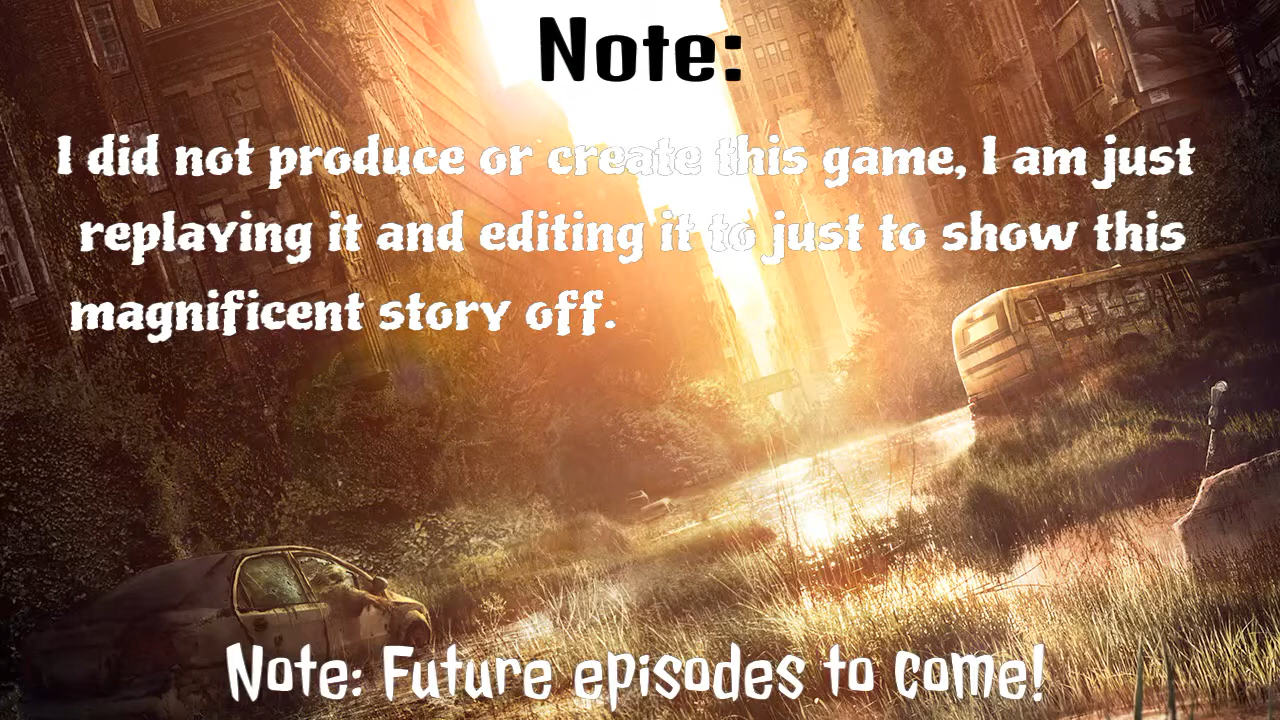 Note:
I did not produce or create this game, I am just
replaying it and editing it to just to show this
magnificent story off.
Note: Future episodes to come!